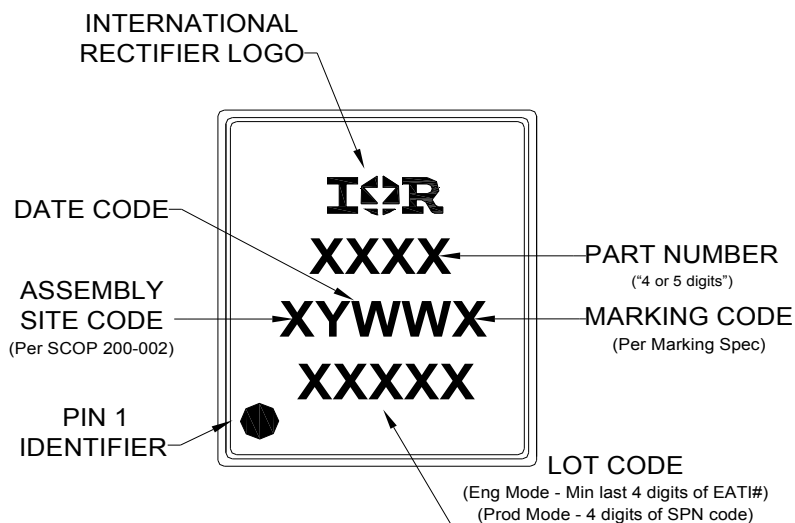 INTERNATIONAL
RECTIFIER LOGO
IOR
DATE CODE
XXXX
PART NUMBER
(“4 or 5 digits”)
ASSEMBLY
SITE CODE
(Per SCOP 200-002)
XYWWX
MARKING CODE
(Per Marking Spec)
XXXXX
PIN 1
IDENTIFIER
LOT CODE
(Eng Mode - Min last 4 digits of EATI#)
(Prod Mode - 4 digits of SPN code)